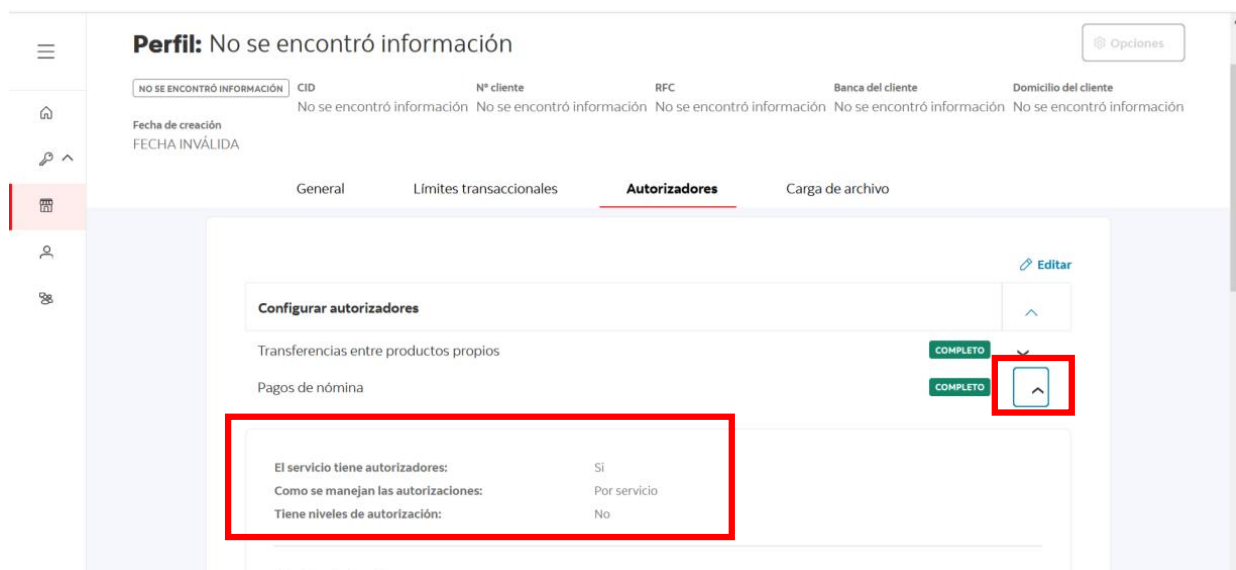 Perfil: No se encontró información
Opciones
NO SE ENCONTRÓ INFORMACIÓN
CID
No se encontró información
Nº cliente
No se encontró información
RFC
No se encontró información
Banca del cliente
No se encontró información
Domicilio del cliente
No se encontró información
Fecha de creación
FECHA INVÁLIDA
General
Límites transaccionales
Autorizadores
Carga de archivo
Editar
Configurar autorizadores
Transferencias entre productos propios
COMPLETO
Pagos de nómina
COMPLETO
El servicio tiene autorizadores: Si
Como se manejan las autorizaciones: Por servicio
Tiene niveles de autorización: No